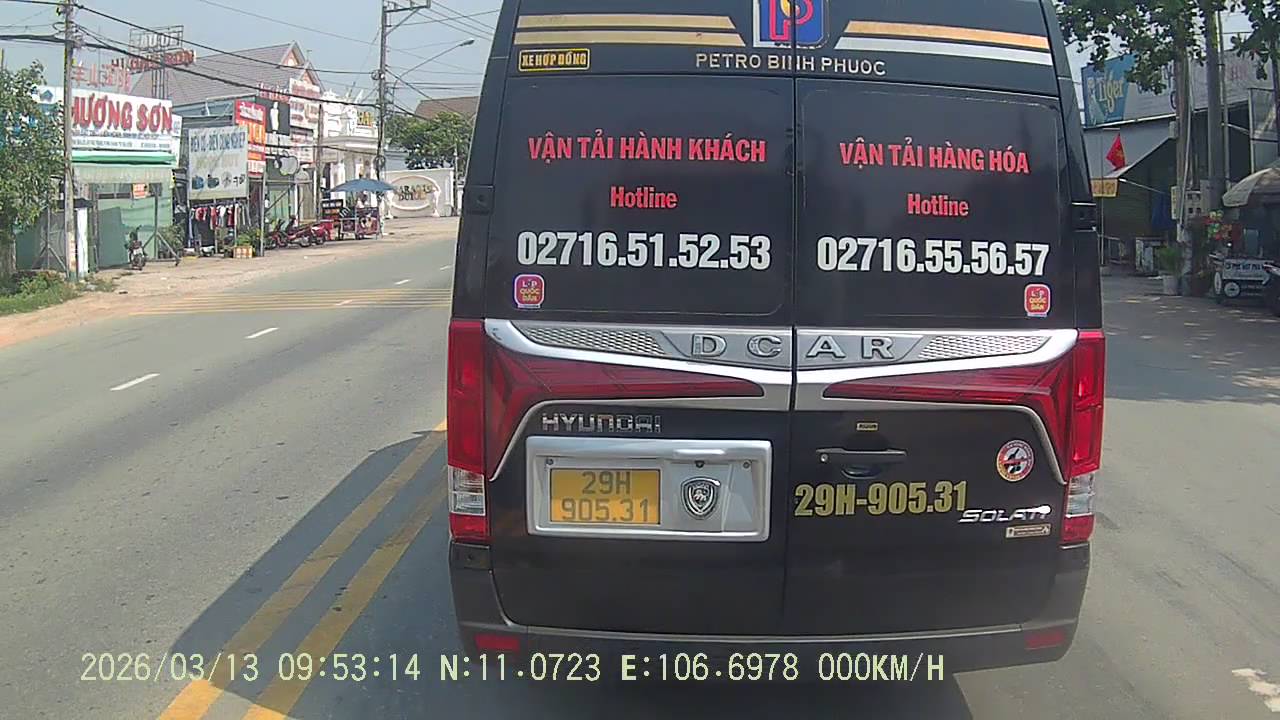 XE HỢP ĐỒNG
PETRO BINH PHUOC
VẬN TẢI HÀNH KHÁCH
Hotline
02716.51.52.53
VẬN TẢI HÀNG HÓA
Hotline
02716.55.56.57
DCAR
HYUNDAI
29H
905.31
29H-905.31
SOLATI
HƯƠNG SƠN
Tiger
2026/03/13 09:53:14 N:11.0723 E:106.6978 000KM/H